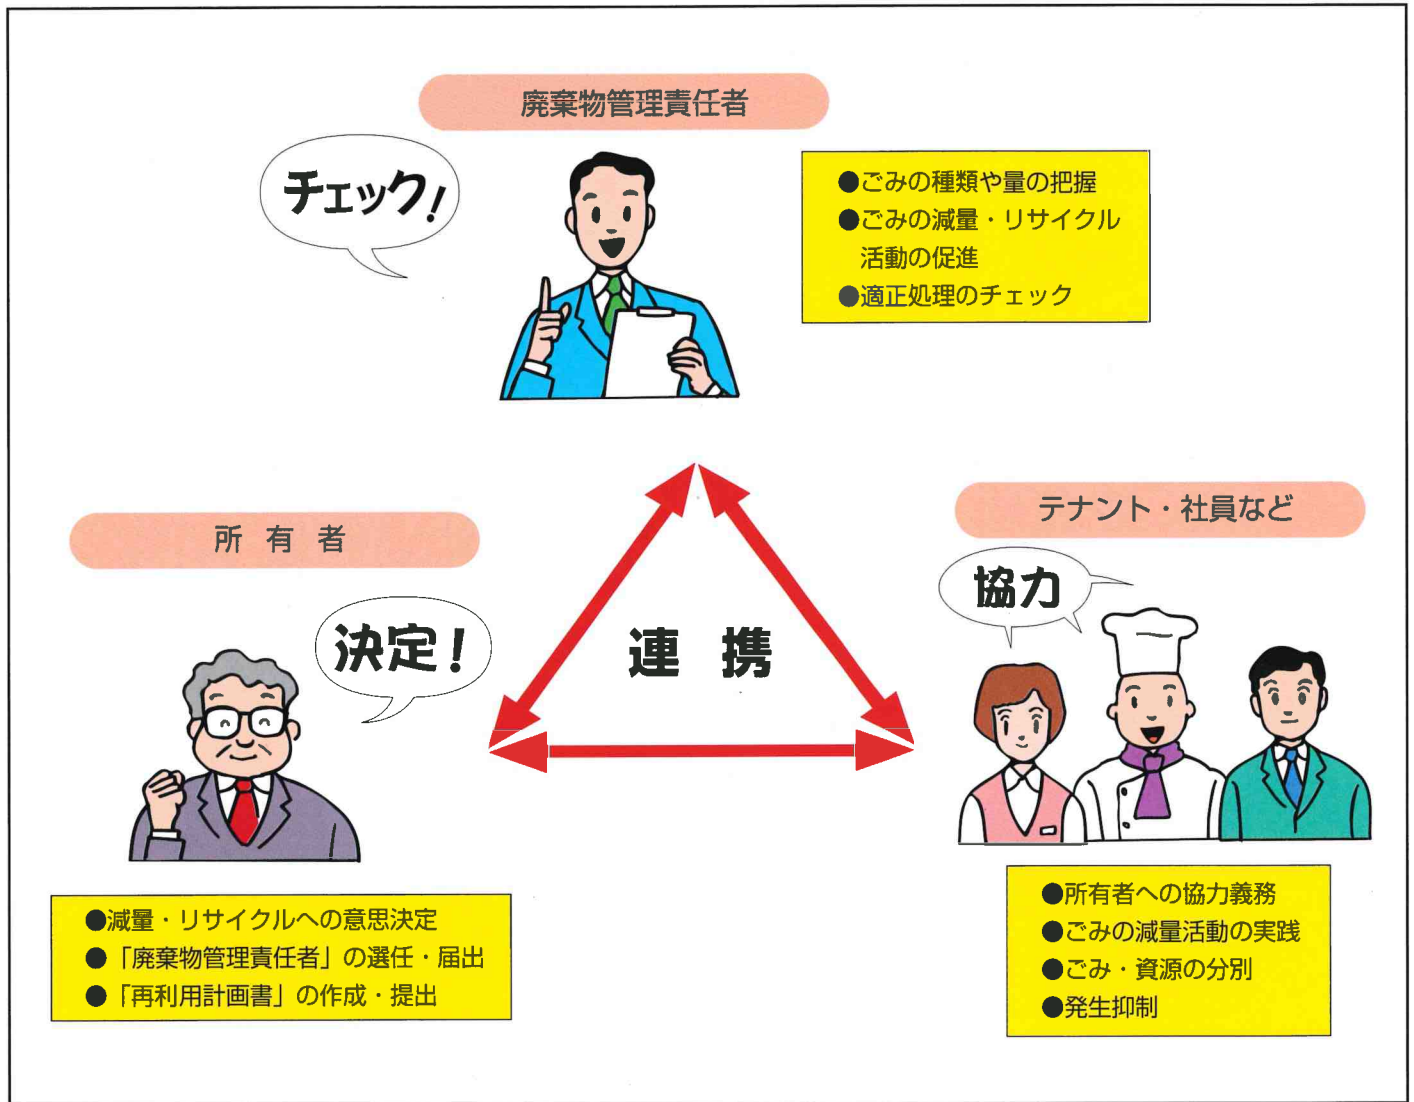 廃棄物管理責任者
チェック!
●ごみの種類や量の把握
●ごみの減量・リサイクル
活動の促進
●適正処理のチェック
所有者
決定!
連携
テナント・社員など
協力
●減量・リサイクルへの意思決定
●「廃棄物管理責任者」の選任・届出
●「再利用計画書」の作成・提出
●所有者への協力義務
●ごみの減量活動の実践
●ごみ・資源の分別
●発生抑制